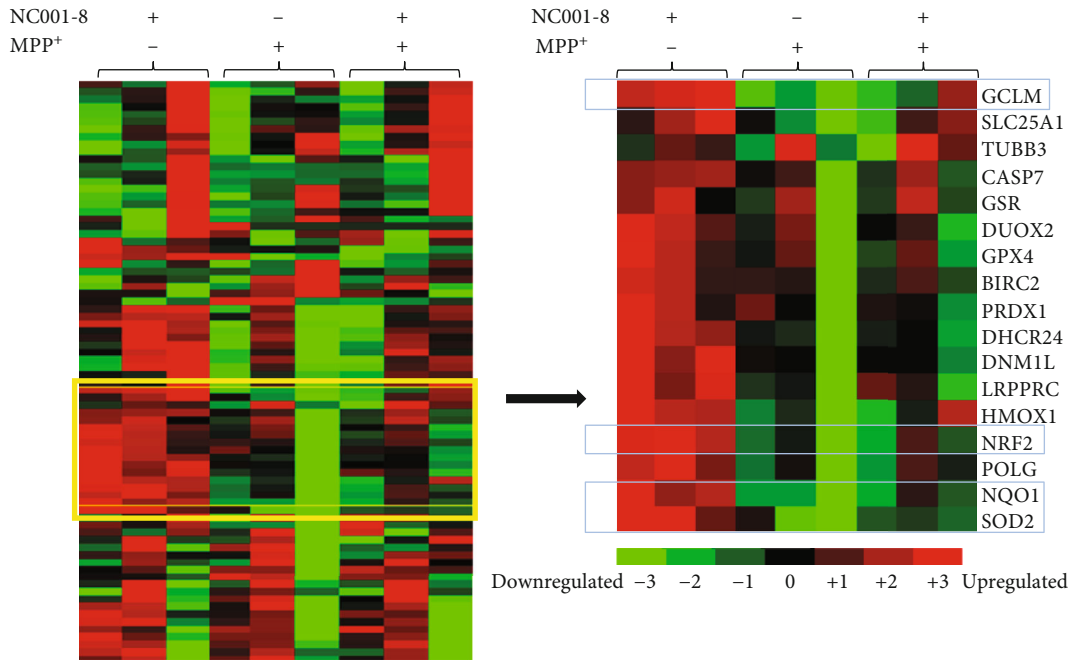 NC001-8 + − + NC001-8 + − +
MPP+ − + + MPP+ − + +
GCLM
SLC25A1
TUBB3
CASP7
GSR
DUOX2
GPX4
BIRC2
PRDX1
DHCR24
DNM1L
LRPPRC
HMOX1
NRF2
POLG
NQO1
SOD2
Downregulated −3 −2 −1 0 +1 +2 +3 Upregulated